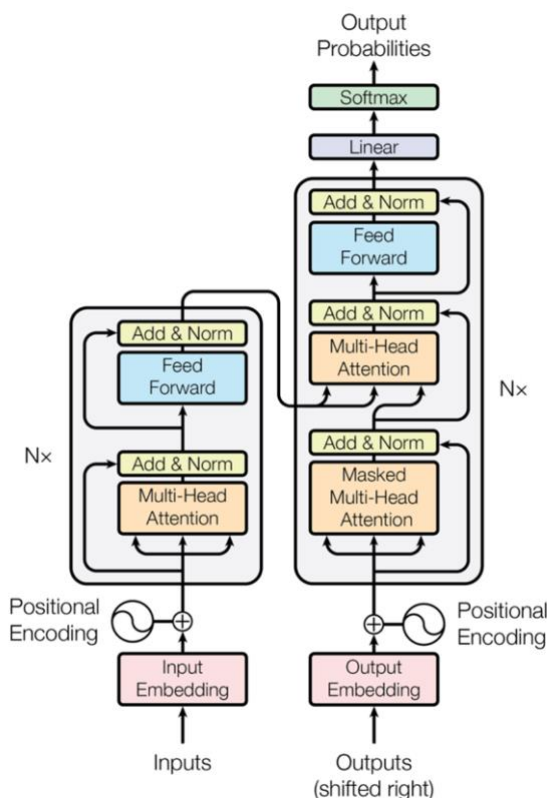 Output
Probabilities
Softmax
Linear
Add & Norm
Feed
Forward
Add & Norm
Multi-Head
Attention
Nx
Add & Norm
Masked
Multi-Head
Attention
Positional
Encoding
Output
Embedding
Outputs
(shifted right)
Add & Norm
Feed
Forward
Nx
Add & Norm
Multi-Head
Attention
Positional
Encoding
Input
Embedding
Inputs